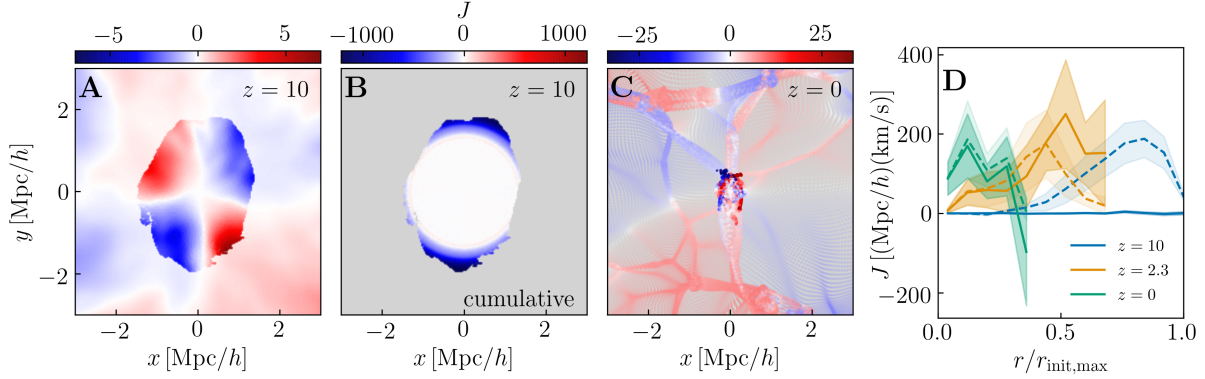 −5 0 5
J
−1000 0 1000
−25 0 25
A
z = 10
B
z = 10
C
z = 0
D
cumulative
2
0
−2
y [Mpc/h]
−2 0 2
x [Mpc/h]
−2 0 2
x [Mpc/h]
−2 0 2
x [Mpc/h]
400
200
0
−200
J [(Mpc/h)(km/s)]
z = 10
z = 2.3
z = 0
0.0 0.5 1.0
r/r_init,max